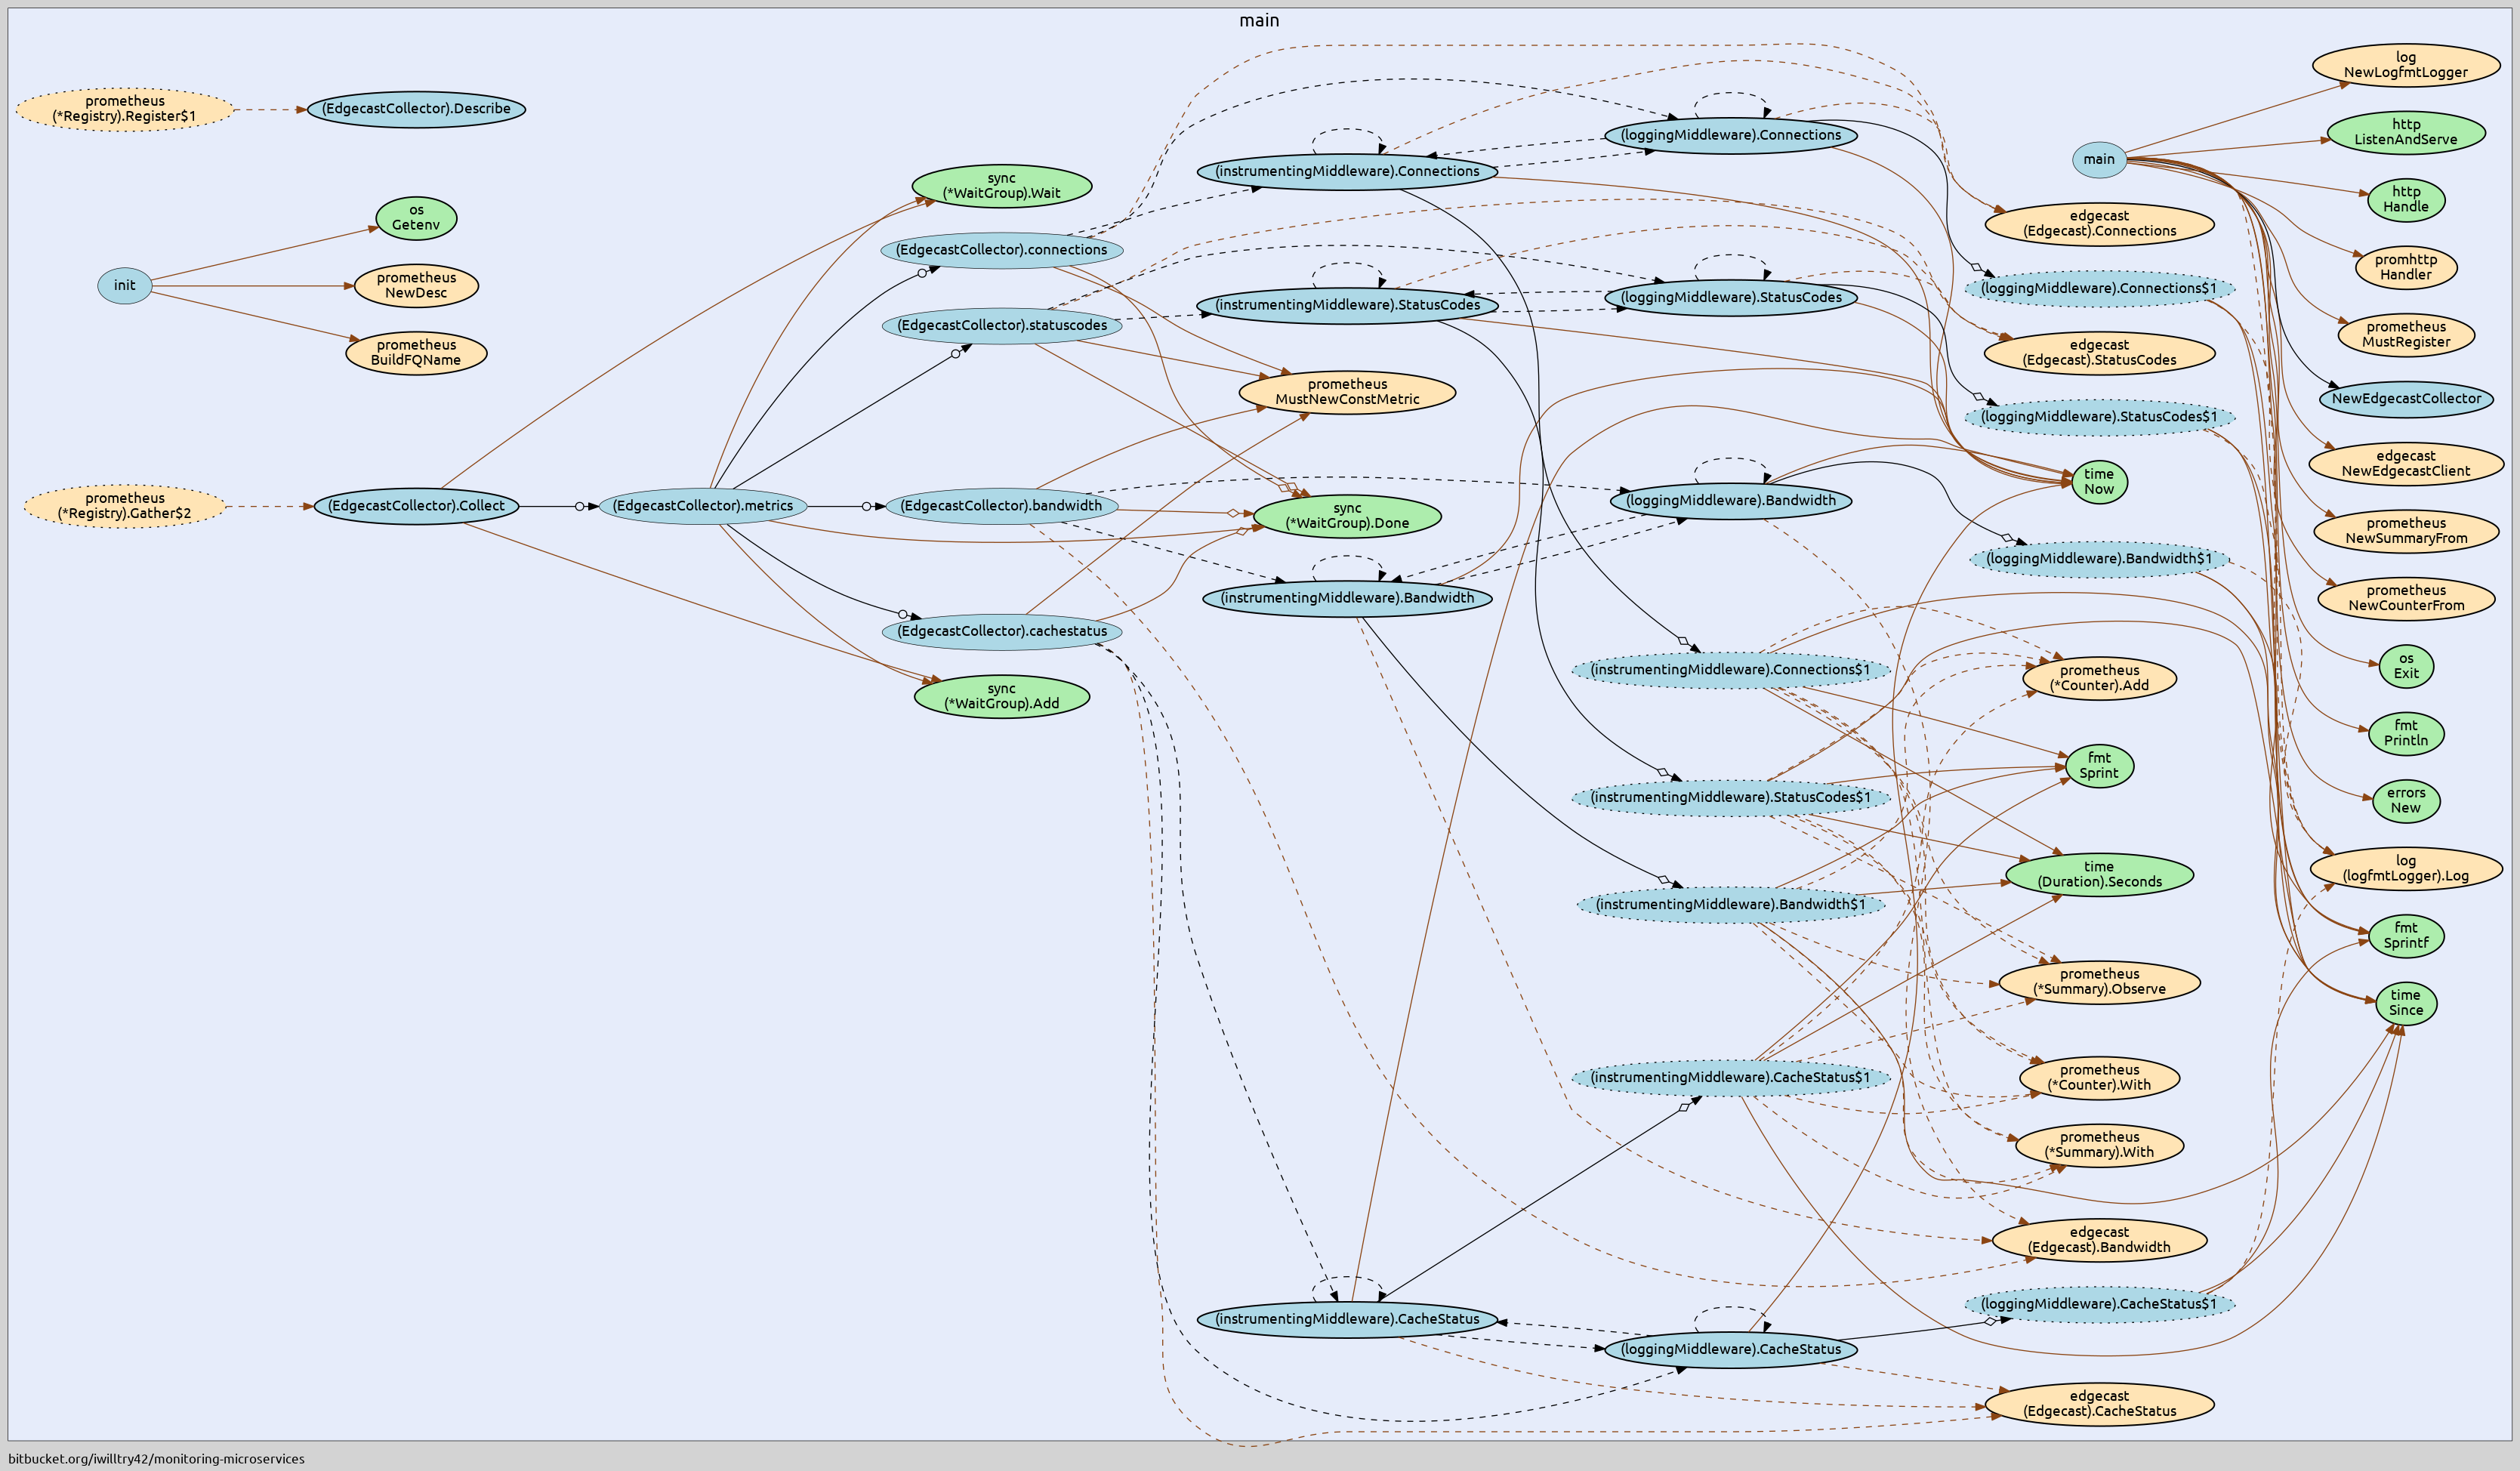 main
prometheus
(*Registry).Register$1
(EdgecastCollector).Describe
init
os
Getenv
prometheus
NewDesc
prometheus
BuildFQName
prometheus
(*Registry).Gather$2
(EdgecastCollector).Collect
(EdgecastCollector).metrics
sync
(*WaitGroup).Wait
(EdgecastCollector).connections
(EdgecastCollector).statuscodes
(EdgecastCollector).bandwidth
(EdgecastCollector).cachestatus
sync
(*WaitGroup).Add
(instrumentingMiddleware).Connections
(instrumentingMiddleware).StatusCodes
prometheus
MustNewConstMetric
sync
(*WaitGroup).Done
(instrumentingMiddleware).Bandwidth
(instrumentingMiddleware).CacheStatus
(loggingMiddleware).Connections
(loggingMiddleware).StatusCodes
(loggingMiddleware).Bandwidth
(instrumentingMiddleware).Connections$1
(instrumentingMiddleware).StatusCodes$1
(instrumentingMiddleware).Bandwidth$1
(instrumentingMiddleware).CacheStatus$1
(loggingMiddleware).CacheStatus
main
edgecast
(Edgecast).Connections
(loggingMiddleware).Connections$1
edgecast
(Edgecast).StatusCodes
(loggingMiddleware).StatusCodes$1
time
Now
(loggingMiddleware).Bandwidth$1
prometheus
(*Counter).Add
fmt
Sprint
time
(Duration).Seconds
prometheus
(*Summary).Observe
prometheus
(*Counter).With
prometheus
(*Summary).With
edgecast
(Edgecast).Bandwidth
(loggingMiddleware).CacheStatus$1
edgecast
(Edgecast).CacheStatus
log
NewLogfmtLogger
http
ListenAndServe
http
Handle
promhttp
Handler
prometheus
MustRegister
NewEdgecastCollector
edgecast
NewEdgecastClient
prometheus
NewSummaryFrom
prometheus
NewCounterFrom
os
Exit
fmt
Println
errors
New
log
(logfmtLogger).Log
fmt
Sprintf
time
Since
bitbucket.org/iwilltry42/monitoring-microservices